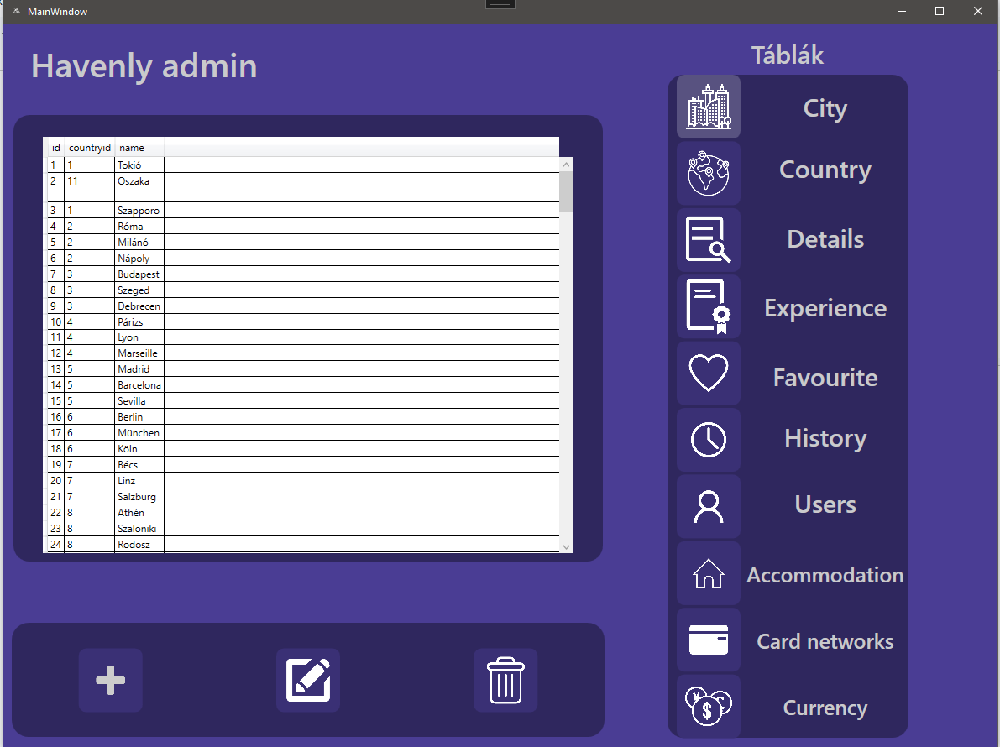 MainWindow
Havenly admin
id countryid name
1 1 Tokió
2 11 Oszaka
3 1 Szapporo
4 2 Róma
5 2 Milánó
6 2 Nápoly
7 3 Budapest
8 3 Szeged
9 3 Debrecen
10 4 Párizs
11 4 Lyon
12 4 Marseille
13 5 Madrid
14 5 Barcelona
15 5 Sevilla
16 6 Berlin
17 6 München
18 6 Köln
19 7 Bécs
20 7 Linz
21 7 Salzburg
22 8 Athén
23 8 Szaloniki
24 8 Rodosz
Táblák
City
Country
Details
Experience
Favourite
History
Users
Accommodation
Card networks
Currency